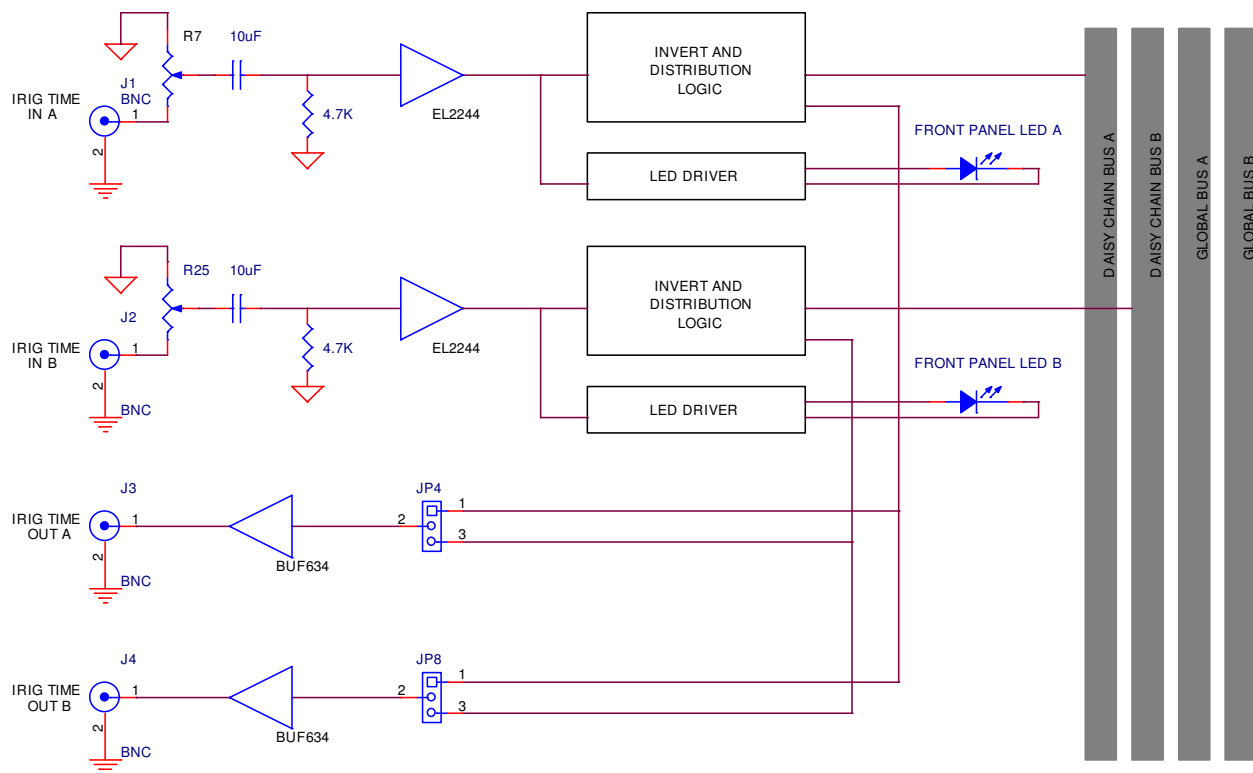 R7
10uF
J1
BNC
IRIG TIME
IN A
1
2
4.7K
EL2244
INVERT AND
DISTRIBUTION
LOGIC
LED DRIVER
FRONT PANEL LED A
R25
10uF
J2
IRIG TIME
IN B
1
2
BNC
4.7K
EL2244
INVERT AND
DISTRIBUTION
LOGIC
LED DRIVER
FRONT PANEL LED B
J3
IRIG TIME
OUT A
1
2
BNC
BUF634
JP4
2
1
3
J4
IRIG TIME
OUT B
1
2
BNC
BUF634
JP8
2
1
3
DAISY CHAIN BUS A
DAISY CHAIN BUS B
GLOBAL BUS A
GLOBAL BUS B